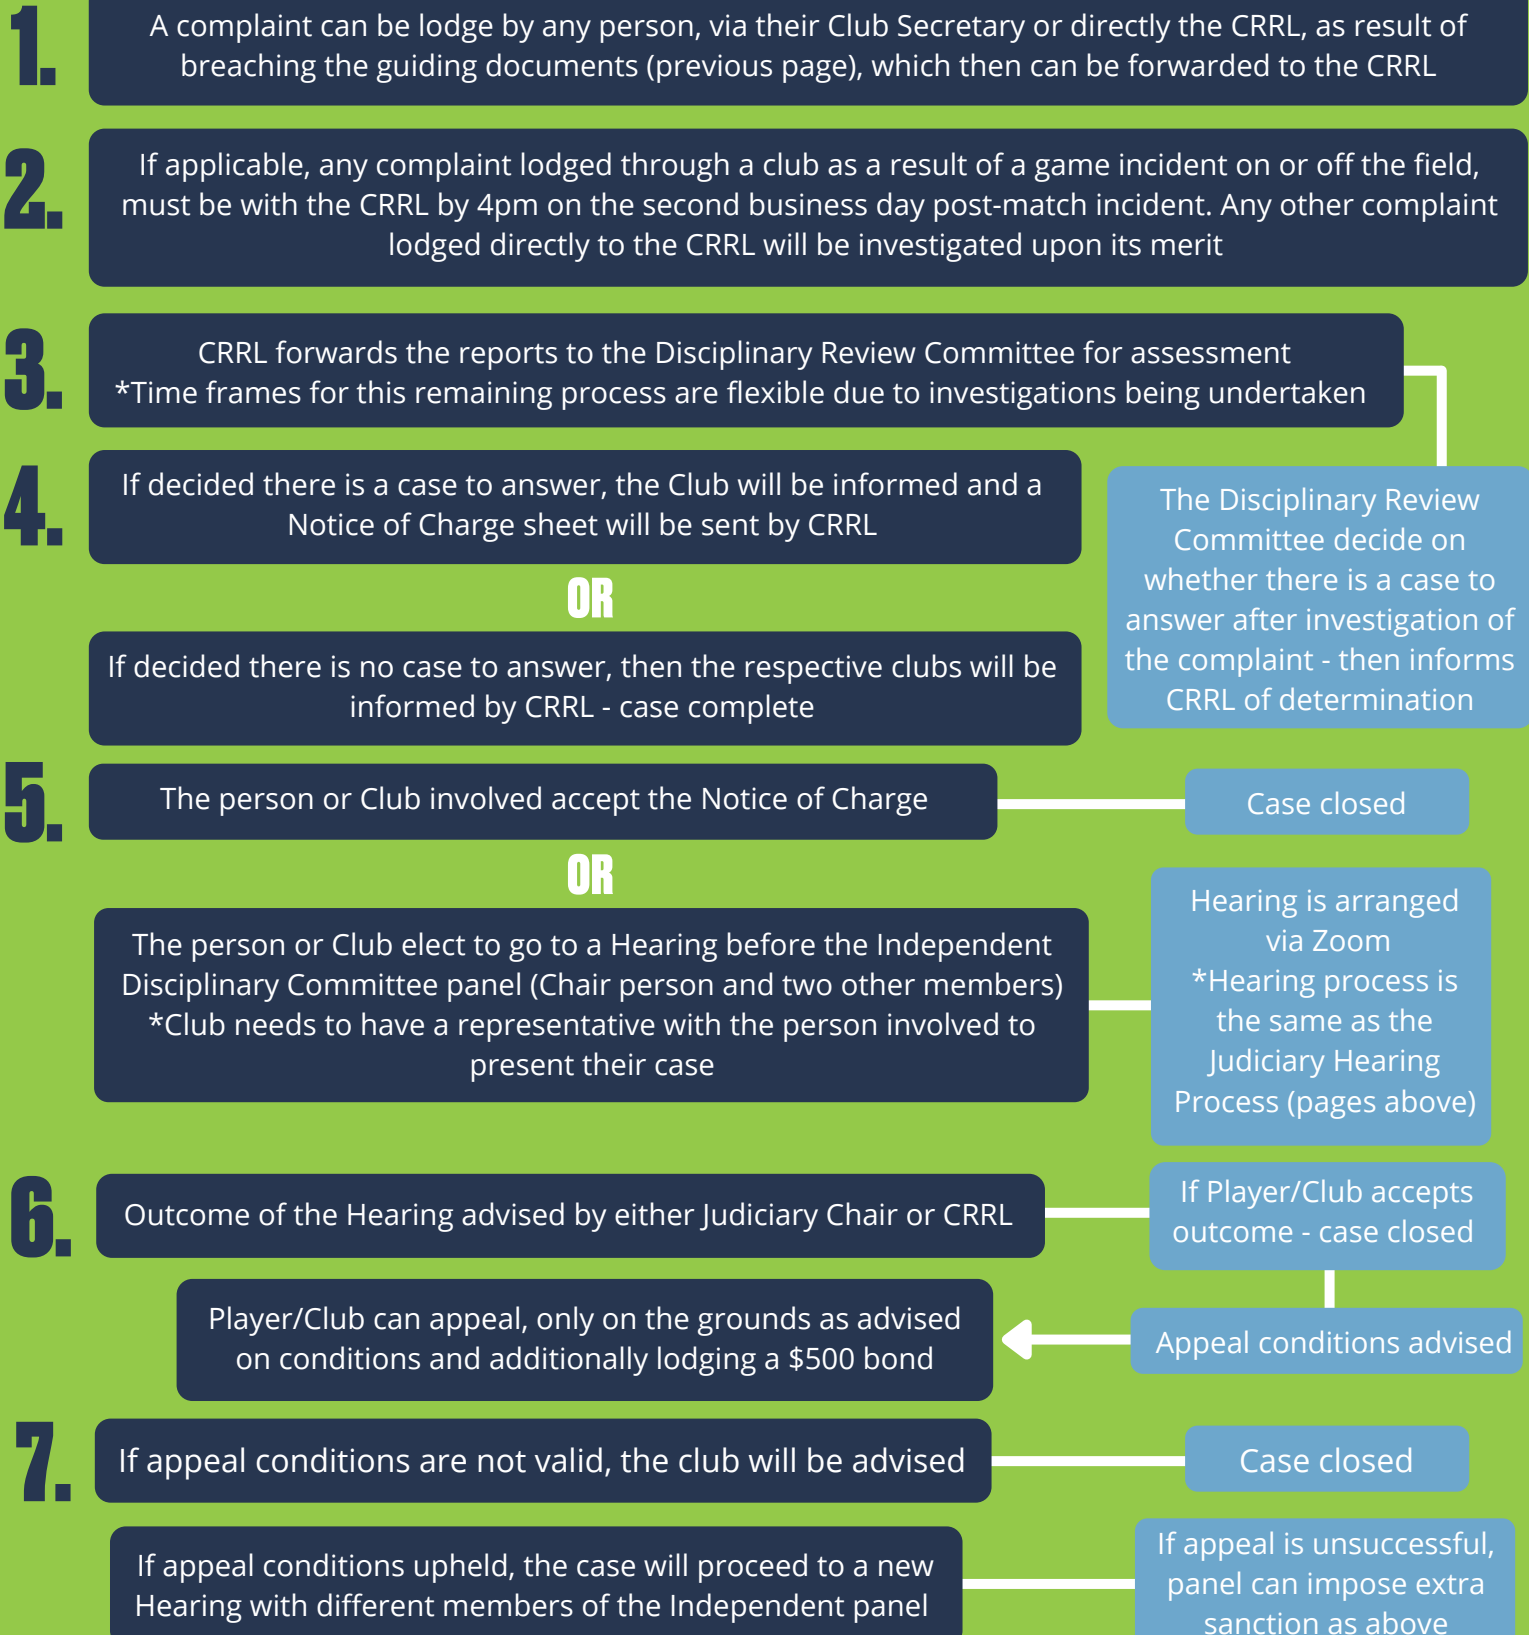 1.
A complaint can be lodge by any person, via their Club Secretary or directly the CRRL, as result of
breaching the guiding documents (previous page), which then can be forwarded to the CRRL
2.
If applicable, any complaint lodged through a club as a result of a game incident on or off the field,
must be with the CRRL by 4pm on the second business day post-match incident. Any other complaint
lodged directly to the CRRL will be investigated upon its merit
3.
CRRL forwards the reports to the Disciplinary Review Committee for assessment
*Time frames for this remaining process are flexible due to investigations being undertaken
The Disciplinary Review
Committee decide on
whether there is a case to
answer after investigation of
the complaint - then informs
CRRL of determination
4.
If decided there is a case to answer, the Club will be informed and a
Notice of Charge sheet will be sent by CRRL
OR
If decided there is no case to answer, then the respective clubs will be
informed by CRRL - case complete
5.
The person or Club involved accept the Notice of Charge
Case closed
OR
The person or Club elect to go to a Hearing before the Independent
Disciplinary Committee panel (Chair person and two other members)
*Club needs to have a representative with the person involved to
present their case
Hearing is arranged
via Zoom
*Hearing process is
the same as the
Judiciary Hearing
Process (pages above)
6.
Outcome of the Hearing advised by either Judiciary Chair or CRRL
If Player/Club accepts
outcome - case closed
Appeal conditions advised
Player/Club can appeal, only on the grounds as advised
on conditions and additionally lodging a $500 bond
7.
If appeal conditions are not valid, the club will be advised
Case closed
If appeal conditions upheld, the case will proceed to a new
Hearing with different members of the Independent panel
If appeal is unsuccessful,
panel can impose extra
sanction as above